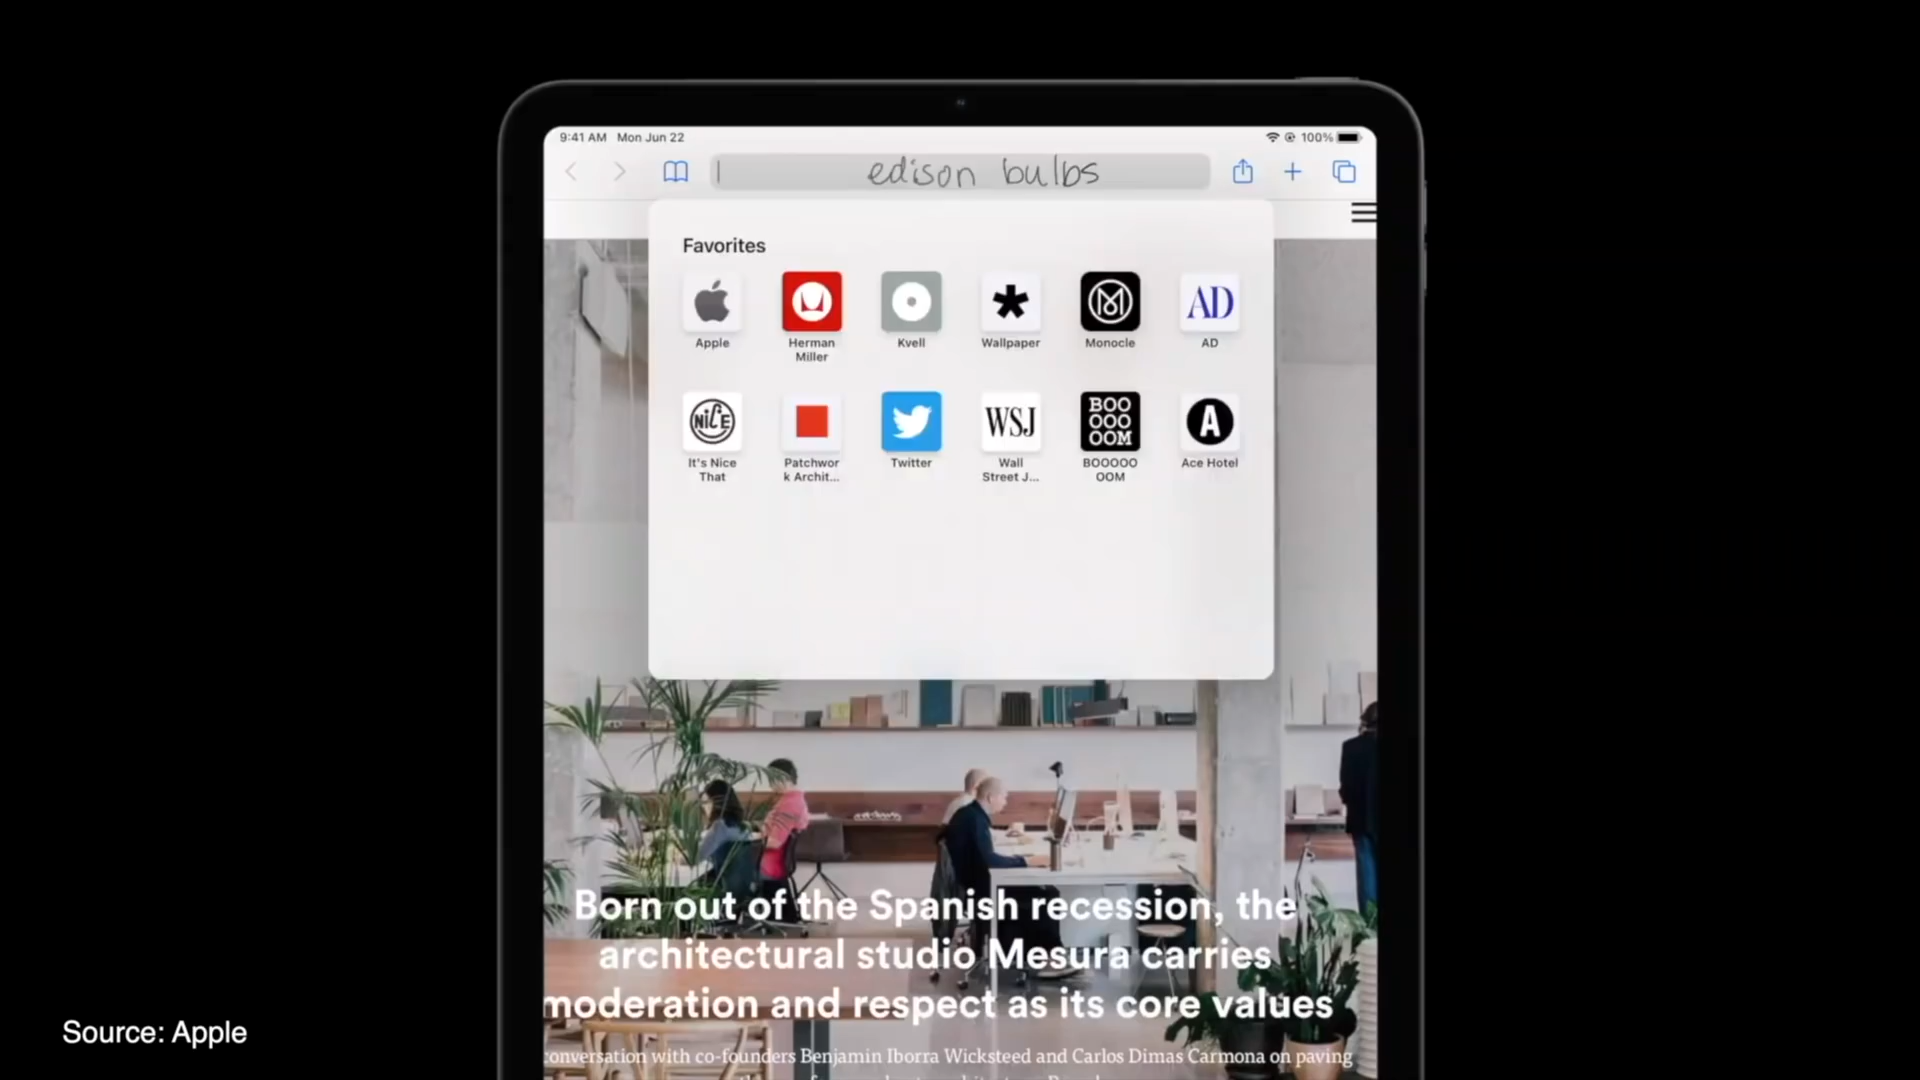 9:41 AM Mon Jun 22
100%
edison bulbs
Favorites
AD
Apple
Herman
Miller
Kvell
Wallpaper
Monocle
AD
NiCE
WSJ
BOO
OOO
OOM
A
It's Nice
That
Patchwor
k Archit...
Twitter
Wall
Street J...
BOOOOO
OOM
Ace Hotel
Born out of the Spanish recession, the
architectural studio Mesura carries
moderation and respect as its core values
conversation with co-founders Benjamin Iborra Wicksteed and Carlos Dimas Carmona on paving
Source: Apple